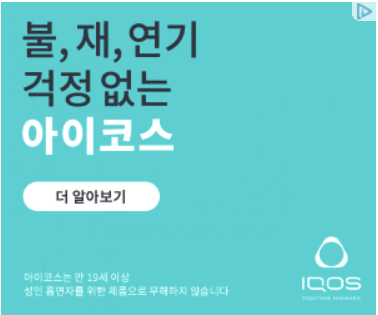 불, 재, 연기
걱정 없는
아이코스
더 알아보기
아이코스는 만 19세 이상
성인 흡연자를 위한 제품으로 무해하지 않습니다
IQOS
TOGETHER FORWARD.